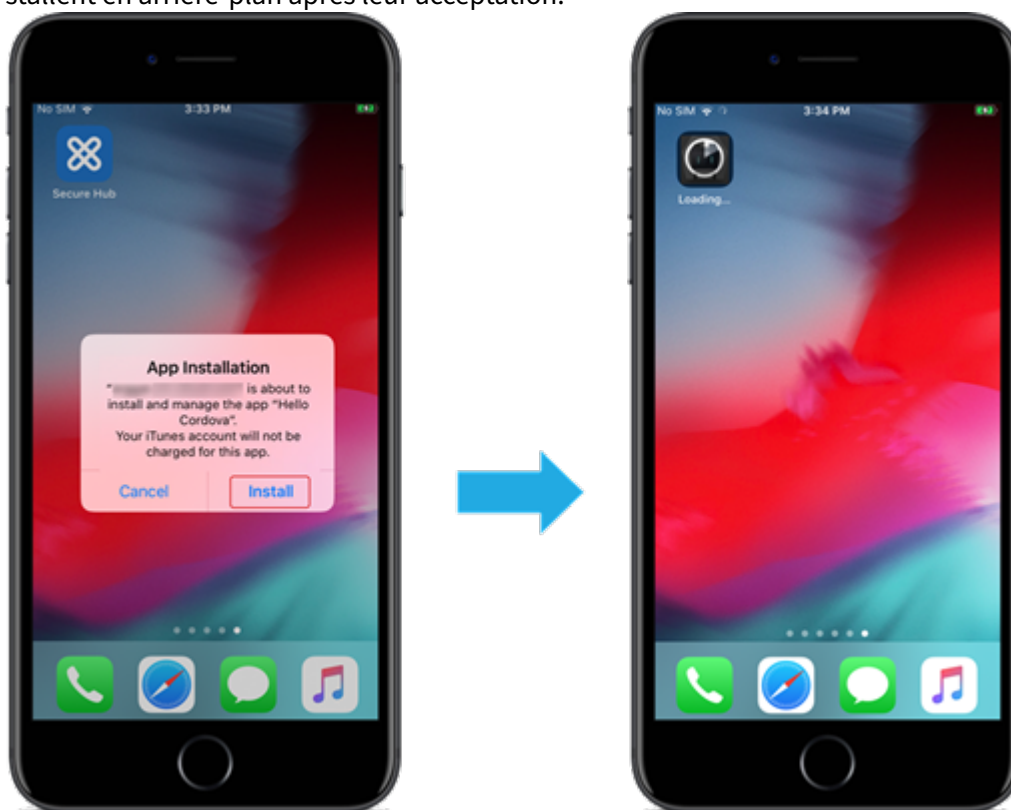 stallent en arrière-plan après leur acceptation.
No SIM 3:33 PM
Secure Hub
App Installation
" " is about to
install and manage the app "Hello
Cordova".
Your iTunes account will not be
charged for this app.
Cancel Install
No SIM 3:34 PM
Loading...